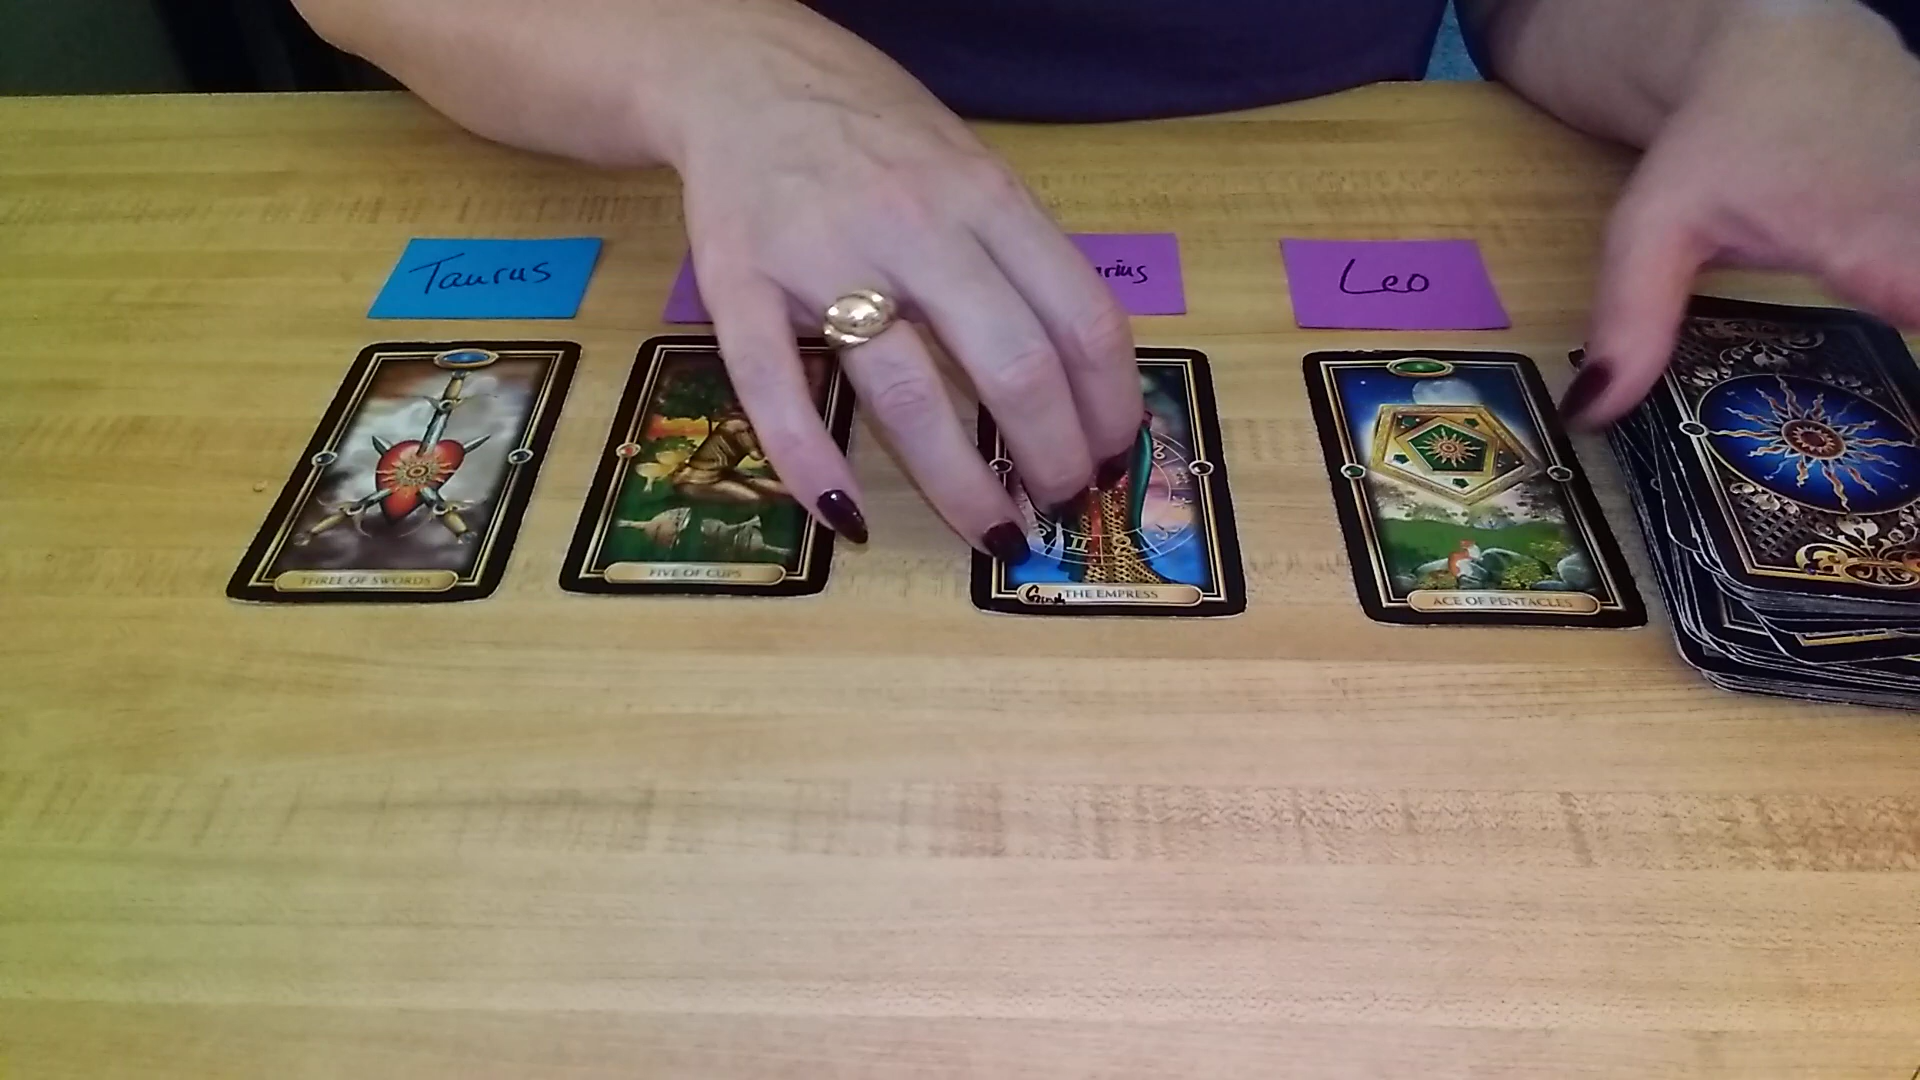 Taurus
rius
Leo
THREE OF SWORDS
FIVE OF CUPS
THE EMPRESS
ACE OF PENTACLES